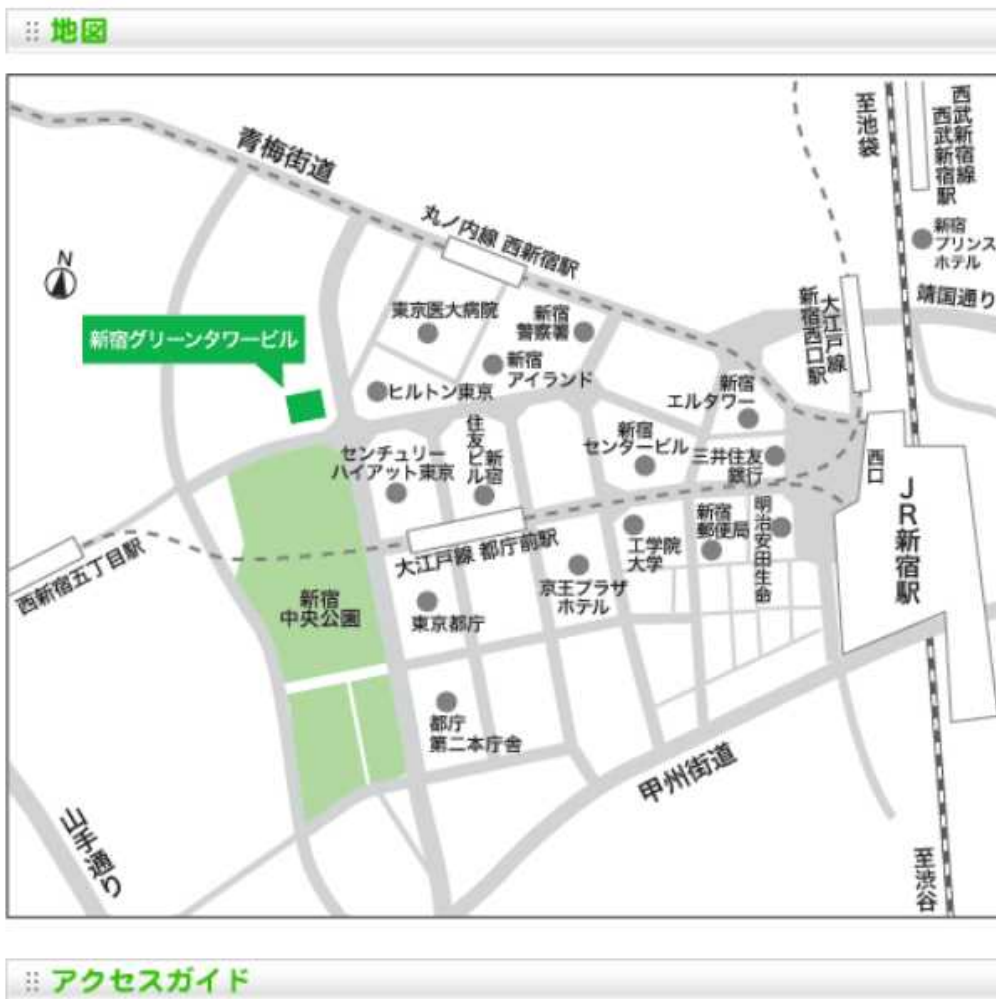 地図
青梅街道
丸ノ内線 西新宿駅
至池袋
西武新宿線
西武新宿駅
新宿
プリンス
ホテル
靖国通り
大江戸線
新宿西口駅
N
新宿グリーンタワービル
東京医大病院
新宿
警察署
新宿
アイランド
ヒルトン東京
新宿
エルタワー
センチュリー
ハイアット東京
新宿
住友ビル
新宿
センタービル
三井住友
銀行
西口
JR新宿駅
西新宿五丁目駅
大江戸線 都庁前駅
工学院
大学
新宿
郵便局
明治安田生命
京王プラザ
ホテル
新宿
中央公園
東京都庁
都庁
第二本庁舎
甲州街道
山手通り
至渋谷
アクセスガイド